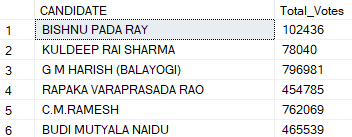 CANDIDATE Total_Votes
1 BISHNU PADA RAY 102436
2 KULDEEP RAI SHARMA 78040
3 G M HARISH (BALAYOGI) 796981
4 RAPAKA VARAPRASADA RAO 454785
5 C.M.RAMESH 762069
6 BUDI MUTYALA NAIDU 465539